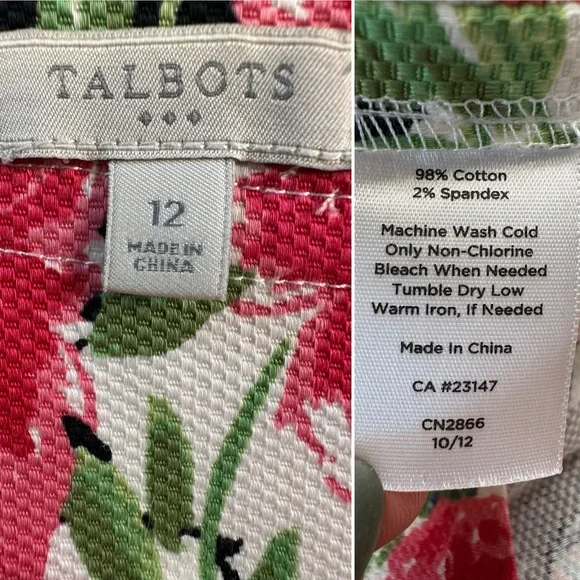 TALBOTS
12
MADE IN
CHINA
98% Cotton
2% Spandex
Machine Wash Cold
Only Non-Chlorine
Bleach When Needed
Tumble Dry Low
Warm Iron, If Needed
Made In China
CA #23147
CN2866
10/12